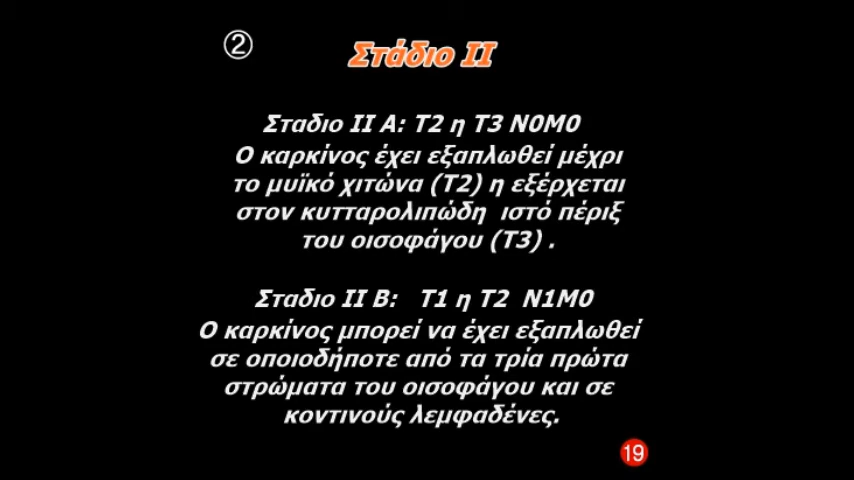 ②
Στάδιο ΙΙ
Σταδιο ΙΙ Α: Τ2 η Τ3 Ν0Μ0
Ο καρκίνος έχει εξαπλωθεί μέχρι
το μυϊκό χιτώνα (Τ2) η εξέρχεται
στον κυτταρολιπώδη ιστό πέριξ
του οισοφάγου (Τ3) .
Σταδιο ΙΙ Β: Τ1 η Τ2 Ν1Μ0
Ο καρκίνος μπορεί να έχει εξαπλωθεί
σε οποιοδήποτε από τα τρία πρώτα
στρώματα του οισοφάγου και σε
κοντινούς λεμφαδένες.
19